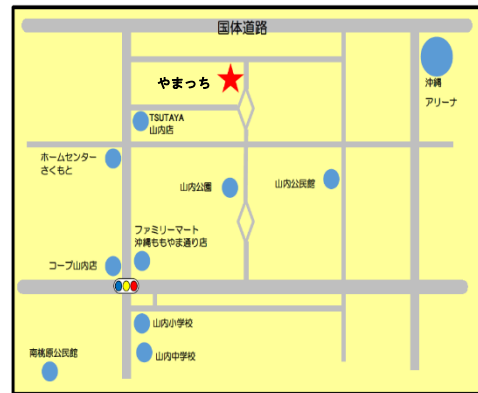 国体道路
やまっち
沖縄
アリーナ
TSUTAYA
山内店
ホームセンター
さくもと
山内公園
山内公民館
ファミリーマート
沖縄ももやま通り店
コープ山内店
山内小学校
山内中学校
南桃原公民館